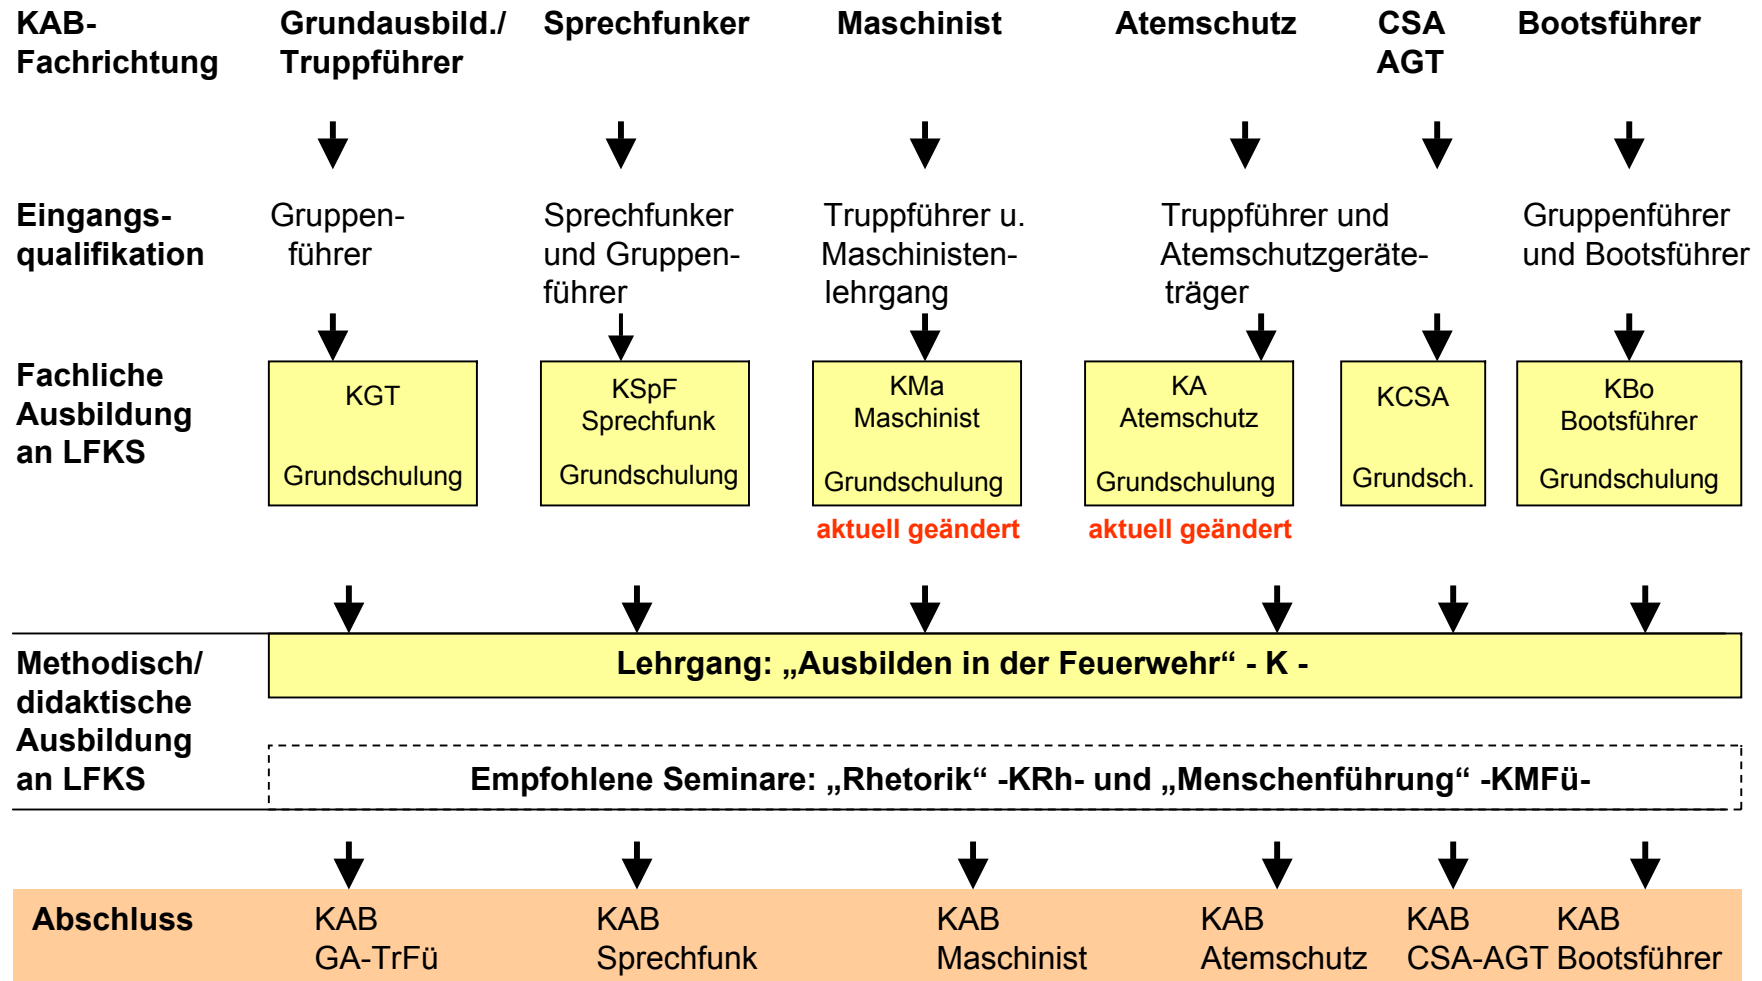 KAB-
Fachrichtung
Grundausbild./
Truppführer
Sprechfunker
Maschinist
Atemschutz
CSA
AGT
Bootsführer
Eingangs-
qualifikation
Gruppen-
führer
Sprechfunker
und Gruppen-
führer
Truppführer u.
Maschinisten-
lehrgang
Truppführer und
Atemschutzgeräte-
träger
Gruppenführer
und Bootsführer
Fachliche
Ausbildung
an LFKS
KGT
Grundschulung
KSpF
Sprechfunk
Grundschulung
KMa
Maschinist
Grundschulung
aktuell geändert
KA
Atemschutz
Grundschulung
aktuell geändert
KCSA
Grundsch.
KBo
Bootsführer
Grundschulung
Methodisch/
didaktische
Ausbildung
an LFKS
Lehrgang: „Ausbilden in der Feuerwehr“ - K -
Empfohlene Seminare: „Rhetorik“ -KRh- und „Menschenführung“ -KMFü-
Abschluss
KAB
GA-TrFü
KAB
Sprechfunk
KAB
Maschinist
KAB
Atemschutz
KAB
CSA-AGT
KAB
Bootsführer